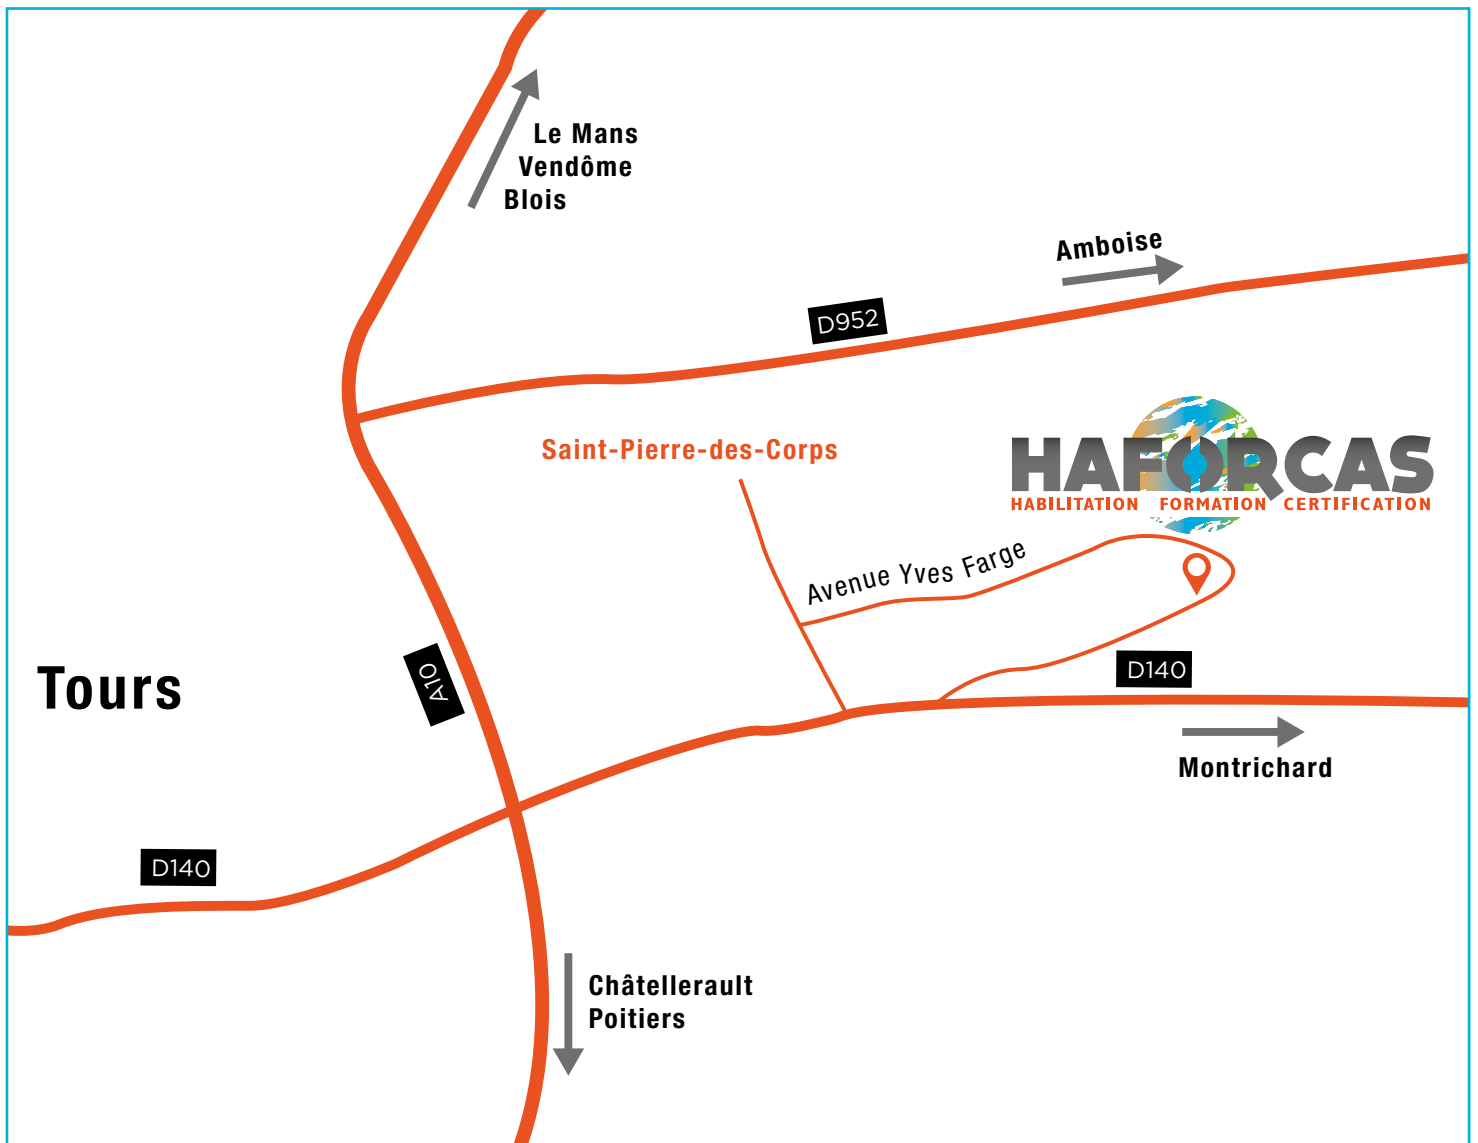 Le Mans
Vendôme
Blois
Amboise
D952
Saint-Pierre-des-Corps
HAFORCAS
HABILITATION FORMATION CERTIFICATION
Avenue Yves Farge
Tours
A10
D140
Montrichard
D140
Châtellerault
Poitiers